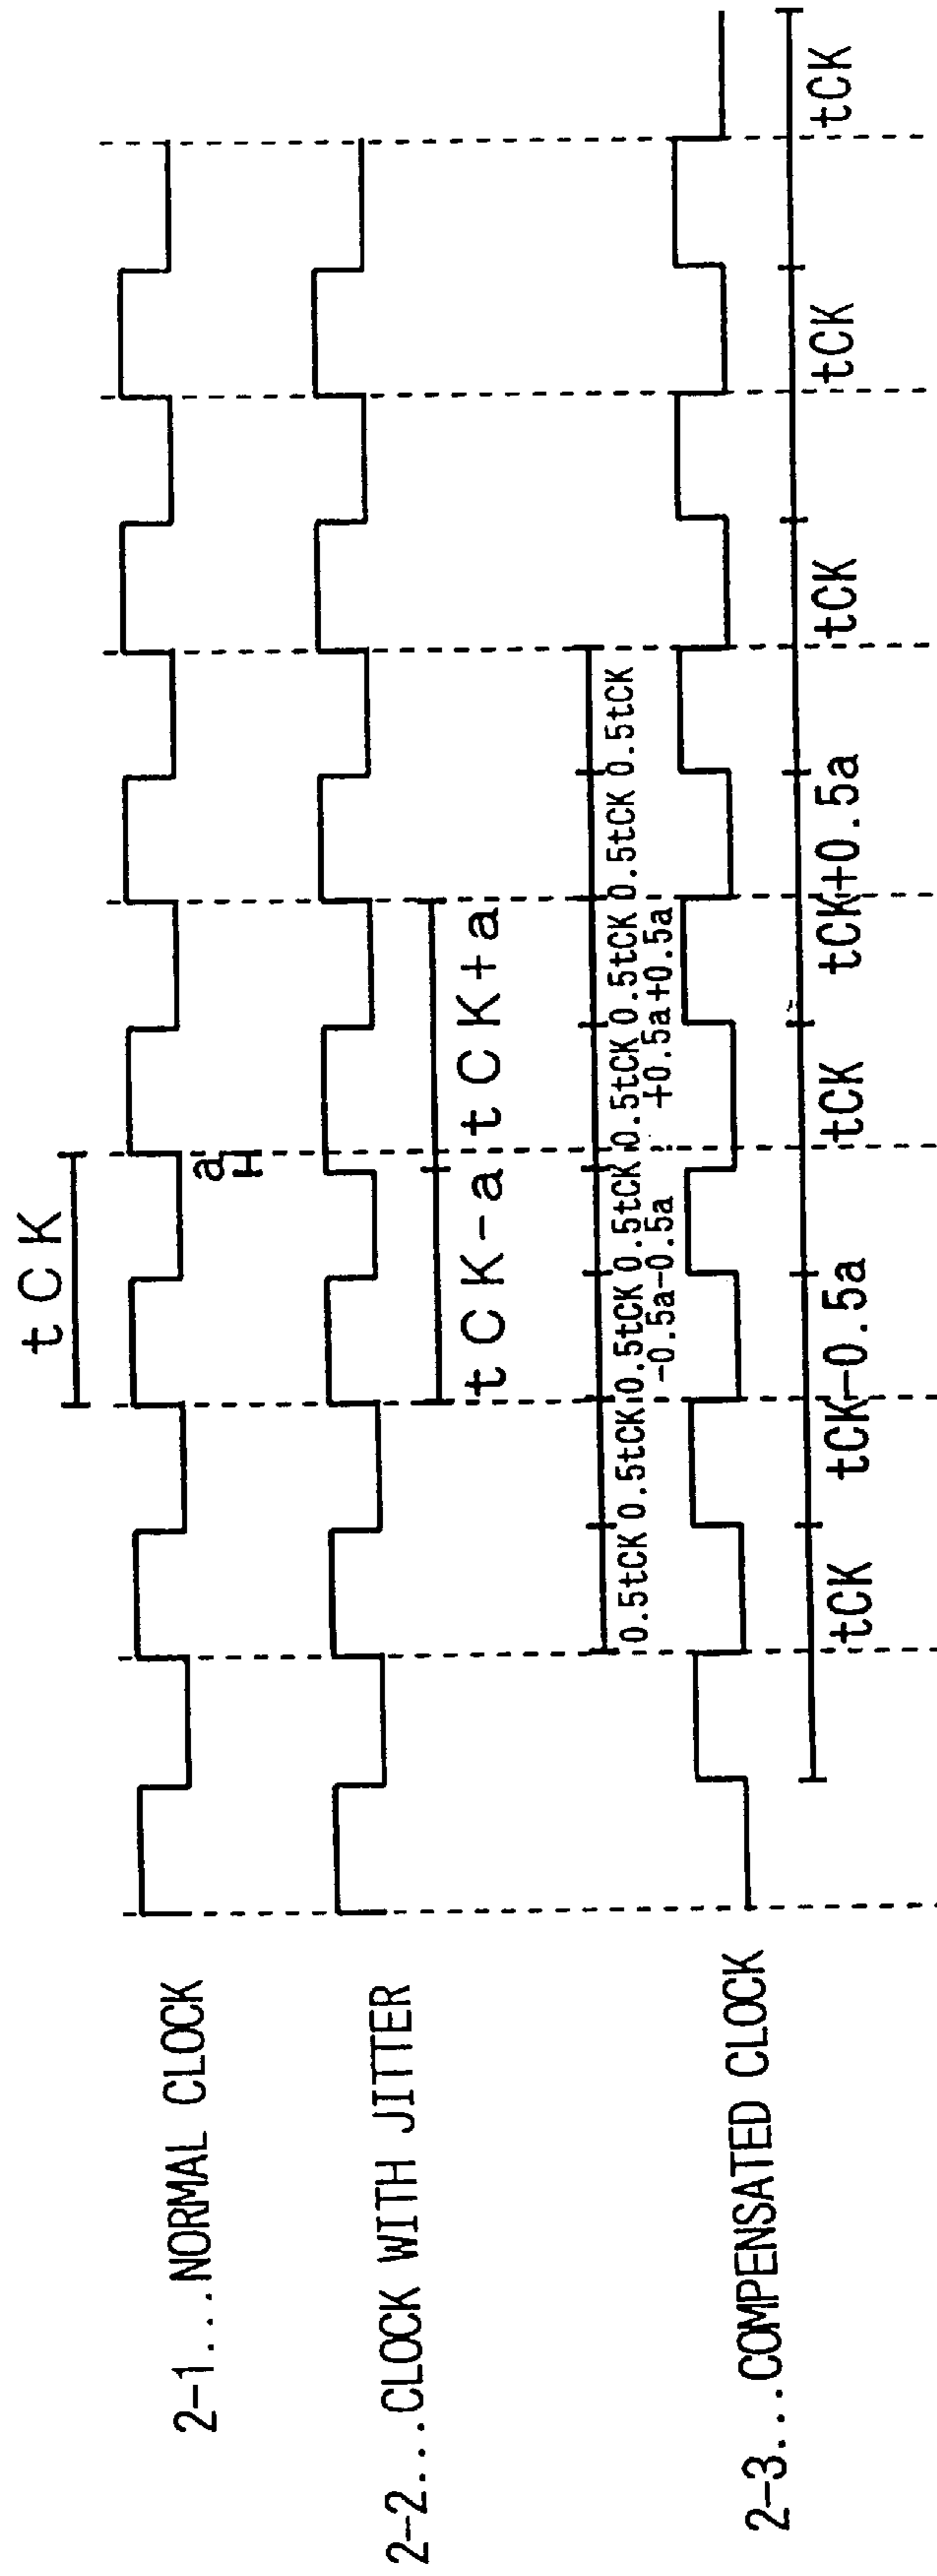 tCK
2-1...NORMAL CLOCK
a
2-2...CLOCK WITH JITTER
tCK-a tCK+a
0.5tCK 0.5tCK 0.5tCK 0.5tCK 0.5tCK 0.5tCK 0.5tCK 0.5tCK
-0.5a -0.5a +0.5a +0.5a
2-3...COMPENSATED CLOCK
tCK tCK-0.5a tCK tCK+0.5a tCK tCK tCK